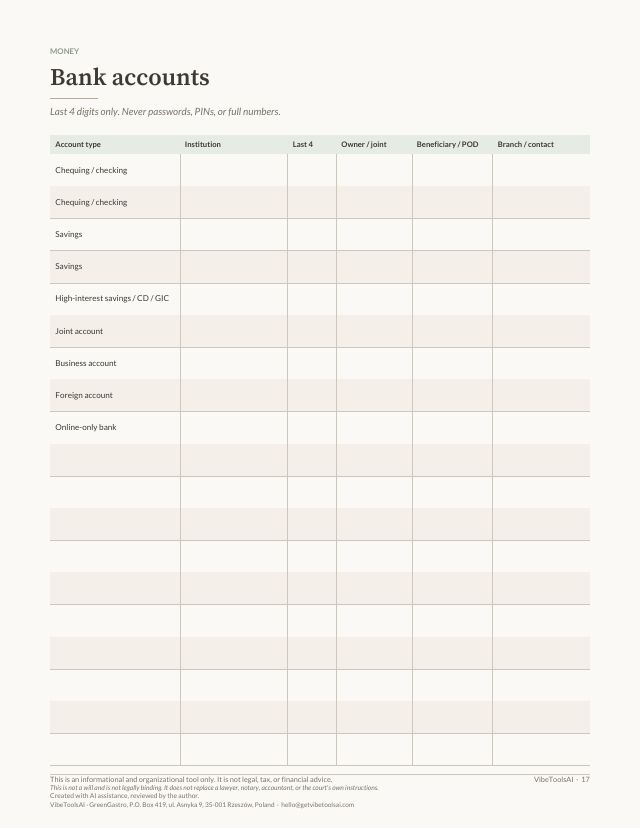 MONEY
Bank accounts
Last 4 digits only. Never passwords, PINs, or full numbers.
Account type Institution Last 4 Owner / joint Beneficiary / POD Branch / contact
Chequing / checking
Chequing / checking
Savings
Savings
High-interest savings / CD / GIC
Joint account
Business account
Foreign account
Online-only bank
This is an informational and organizational tool only. It is not legal, tax, or financial advice. VibeToolsAI · 17
This is not a will and is not legally binding. It does not replace a lawyer, notary, accountant, or the court's own instructions.
Created with AI assistance, reviewed by the author.
VibeToolsAI · GreenGastro, P.O. Box 419, ul. Asnyka 9, 35-001 Rzeszów, Poland · hello@getvibetoolsai.com